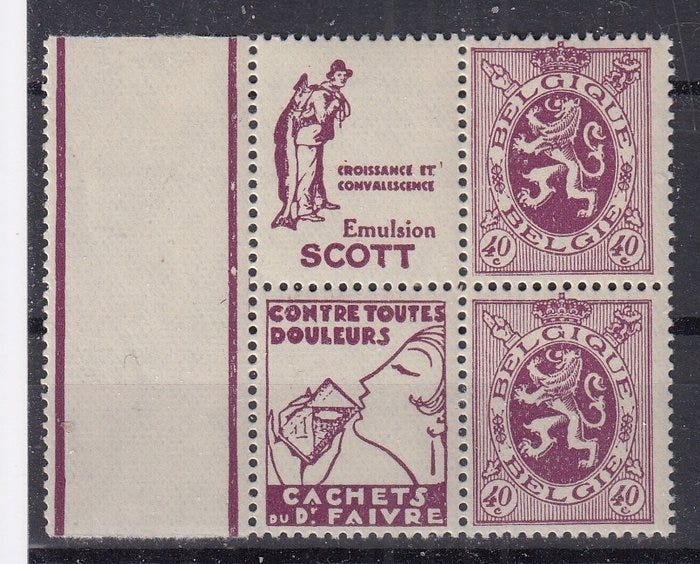 CROISSANCE ET
CONVALESCENCE
Emulsion
SCOTT
BELGIQUE
BELGIE
40 c 40 c
CONTRE TOUTES
DOULEURS
CACHETS
DU Dr FAIVRE
BELGIQUE
BELGIE
40 c 40 c